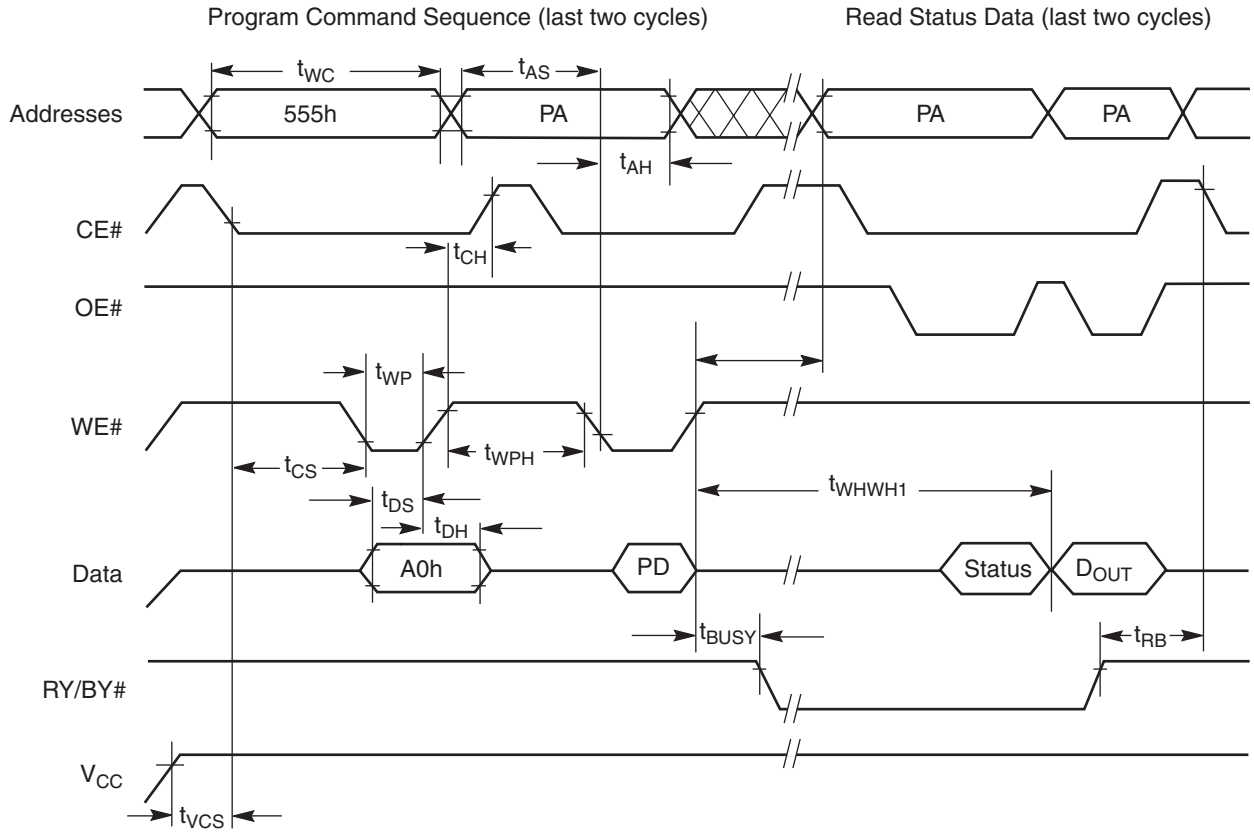 Program Command Sequence (last two cycles)
Read Status Data (last two cycles)
tWC
tAS
Addresses
555h
PA
PA
PA
tAH
CE#
tCH
OE#
tWP
WE#
tWPH
tCS
tWHWH1
tDS
tDH
Data
A0h
PD
Status
DOUT
tBUSY
tRB
RY/BY#
VCC
tVCS